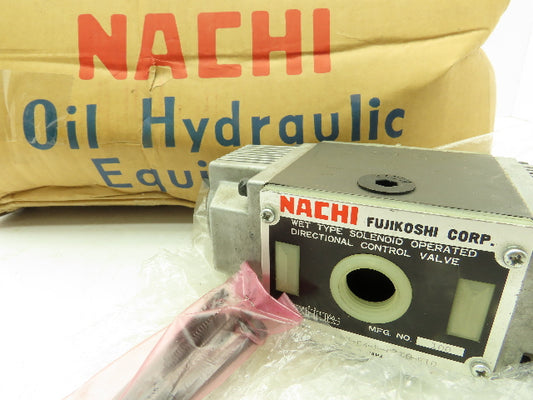 NACHI
Oil Hydraulic
Equi
NACHI FUJIKOSHI CORP.
WET TYPE SOLENOID OPERATED
DIRECTIONAL CONTROL VALVE
MFG. NO.